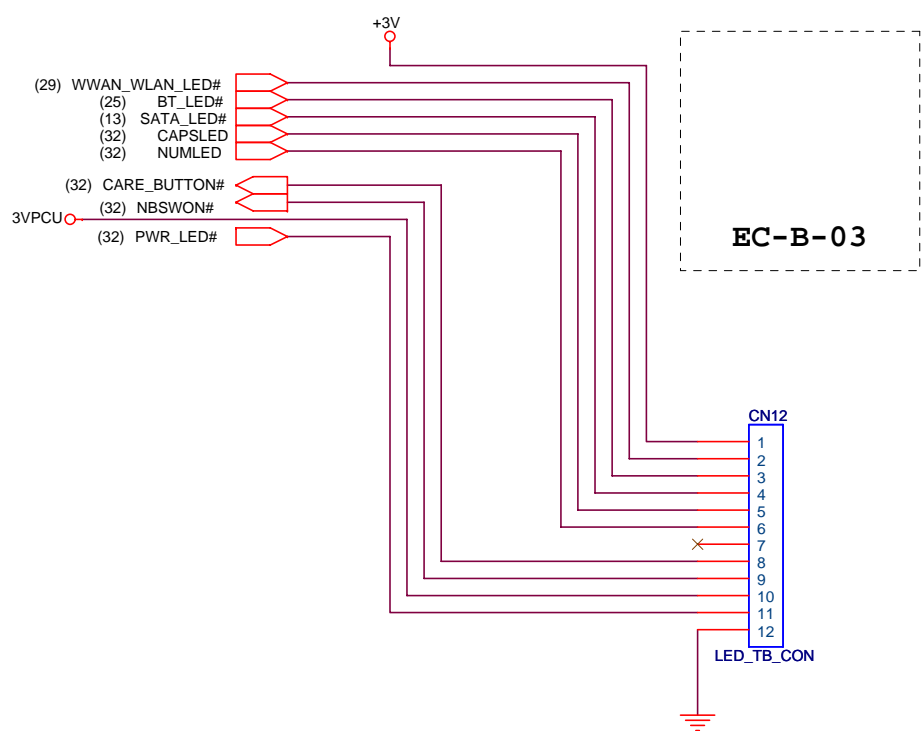 +3V
(29) WWAN_WLAN_LED#
(25) BT_LED#
(13) SATA_LED#
(32) CAPSLED
(32) NUMLED
(32) CARE_BUTTON#
(32) NBSWON#
3VPCU
(32) PWR_LED#
EC-B-03
CN12
1
2
3
4
5
6
7
8
9
10
11
12
LED_TB_CON